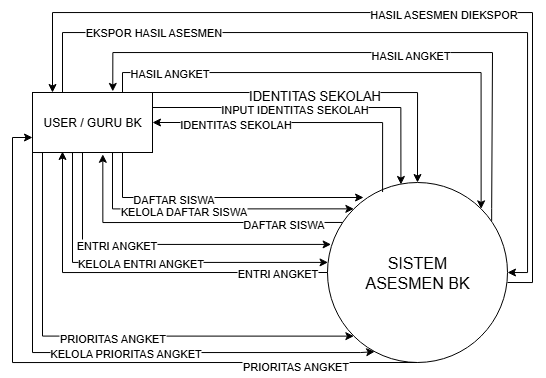 HASIL ASESMEN DIEKSPOR
EKSPOR HASIL ASESMEN
HASIL ANGKET
HASIL ANGKET
IDENTITAS SEKOLAH
INPUT IDENTITAS SEKOLAH
USER / GURU BK
IDENTITAS SEKOLAH
DAFTAR SISWA
KELOLA DAFTAR SISWA
DAFTAR SISWA
ENTRI ANGKET
KELOLA ENTRI ANGKET
ENTRI ANGKET
SISTEM
ASESMEN BK
PRIORITAS ANGKET
KELOLA PRIORITAS ANGKET
PRIORITAS ANGKET